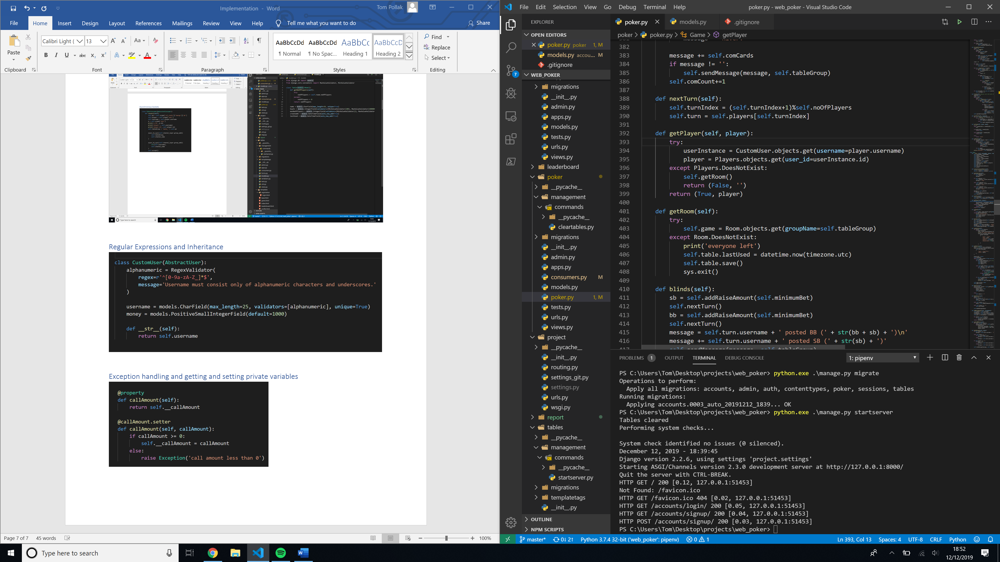 Implementation - Word
Tom Pollak
File Home Insert Design Layout References Mailings Review View Help Tell me what you want to do Share
Paste
Clipboard
Calibri Light ( 13
Font
Paragraph
AaBbCcDd AaBbCcDd AaBbCc AaBbCcD
¶ Normal ¶ No Spac... Heading 1 Heading 2
Styles
Find
Replace
Select
Editing
Asynchronous Sockets
Regular Expressions and Inheritance
class CustomUser(AbstractUser):
alphanumeric = RegexValidator(
regex=r'^[0-9a-zA-Z_]*$',
message='Username must consist only of alphanumeric characters and underscores.'
)
username = models.CharField(max_length=25, validators=[alphanumeric], unique=True)
money = models.PositiveSmallIntegerField(default=1000)
def __str__(self):
return self.username
Exception handling and getting and setting private variables
@property
def callAmount(self):
return self.__callAmount
@callAmount.setter
def callAmount(self, callAmount):
if callAmount >= 0:
self.__callAmount = callAmount
else:
raise Exception('call amount less than 0')
Page 7 of 7 45 words
100%
File Edit Selection View Go Debug Terminal Help
poker.py - web_poker - Visual Studio Code
EXPLORER
OPEN EDITORS
poker.py poker 1, M
models.py accou... M
.gitignore
WEB_POKER
migrations
__init__.py
admin.py
apps.py
models.py
tests.py
urls.py
views.py
leaderboard
poker
__pycache__
management
commands
__pycache__
cleartables.py
migrations
__init__.py
admin.py
apps.py
consumers.py M
models.py
poker.py 1, M
tests.py
urls.py
views.py
project
__pycache__
__init__.py
routing.py
settings_git.py
settings.py
urls.py
wsgi.py
report
tables
__pycache__
management
commands
__pycache__
startserver.py
migrations
templatetags
__init__.py
OUTLINE
NPM SCRIPTS
7
poker.py models.py .gitignore
poker > poker.py > Game > getPlayer
382
383 message += self.comCards
384 if message != '':
385 self.sendMessage(message, self.tableGroup)
386 self.comCount+=1
387
388 def nextTurn(self):
389 self.turnIndex = (self.turnIndex+1)%self.noOfPlayers
390 self.turn = self.players[self.turnIndex]
391
392 def getPlayer(self, player):
393 try:
394 userInstance = CustomUser.objects.get(username=player.username)
395 player = Players.objects.get(user_id=userInstance.id)
396 except Players.DoesNotExist:
397 self.getRoom()
398 return (False, '')
399 return (True, player)
400
401 def getRoom(self):
402 try:
403 self.game = Room.objects.get(groupName=self.tableGroup)
404 except Room.DoesNotExist:
405 print('everyone left')
406 self.table.lastUsed = datetime.now(timezone.utc)
407 self.table.save()
408 sys.exit()
409
410 def blinds(self):
411 sb = self.addRaiseAmount(self.minimumBet)
412 self.nextTurn()
413 bb = self.addRaiseAmount(self.minimumBet)
414 self.nextTurn()
415 message = self.turn.username + ' posted BB (' + str(bb + sb) + ')\n'
416 message += self.turn.username + ' posted SB (' + str(sb) + ')'
PROBLEMS 1 OUTPUT TERMINAL DEBUG CONSOLE 1: pipenv
PS C:\Users\Tom\Desktop\projects\web_poker> python.exe .\manage.py migrate
Operations to perform:
Apply all migrations: accounts, admin, auth, contenttypes, poker, sessions, tables
Running migrations:
Applying accounts.0003_auto_20191212_1839... OK
PS C:\Users\Tom\Desktop\projects\web_poker> python.exe .\manage.py startserver
Tables cleared
Performing system checks...
System check identified no issues (0 silenced).
December 12, 2019 - 18:39:45
Django version 2.2.6, using settings 'project.settings'
Starting ASGI/Channels version 2.3.0 development server at http://127.0.0.1:8000/
Quit the server with CTRL-BREAK.
HTTP GET / 200 [0.12, 127.0.0.1:51453]
Not Found: /favicon.ico
HTTP GET /favicon.ico 404 [0.02, 127.0.0.1:51453]
HTTP GET /accounts/login/ 200 [0.05, 127.0.0.1:51453]
HTTP GET /accounts/signup/ 200 [0.04, 127.0.0.1:51453]
HTTP POST /accounts/signup/ 200 [0.03, 127.0.0.1:51453]
PS C:\Users\Tom\Desktop\projects\web_poker>
master* 0↓ 2↑ Python 3.7.4 32-bit ('web_poker': pipenv) 0 1
Ln 393, Col 13 Spaces: 4 UTF-8 CRLF Python
Type here to search
18:52
12/12/2019